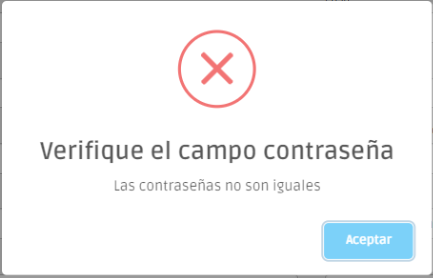 Verifique el campo contraseña
Las contraseñas no son iguales
Aceptar